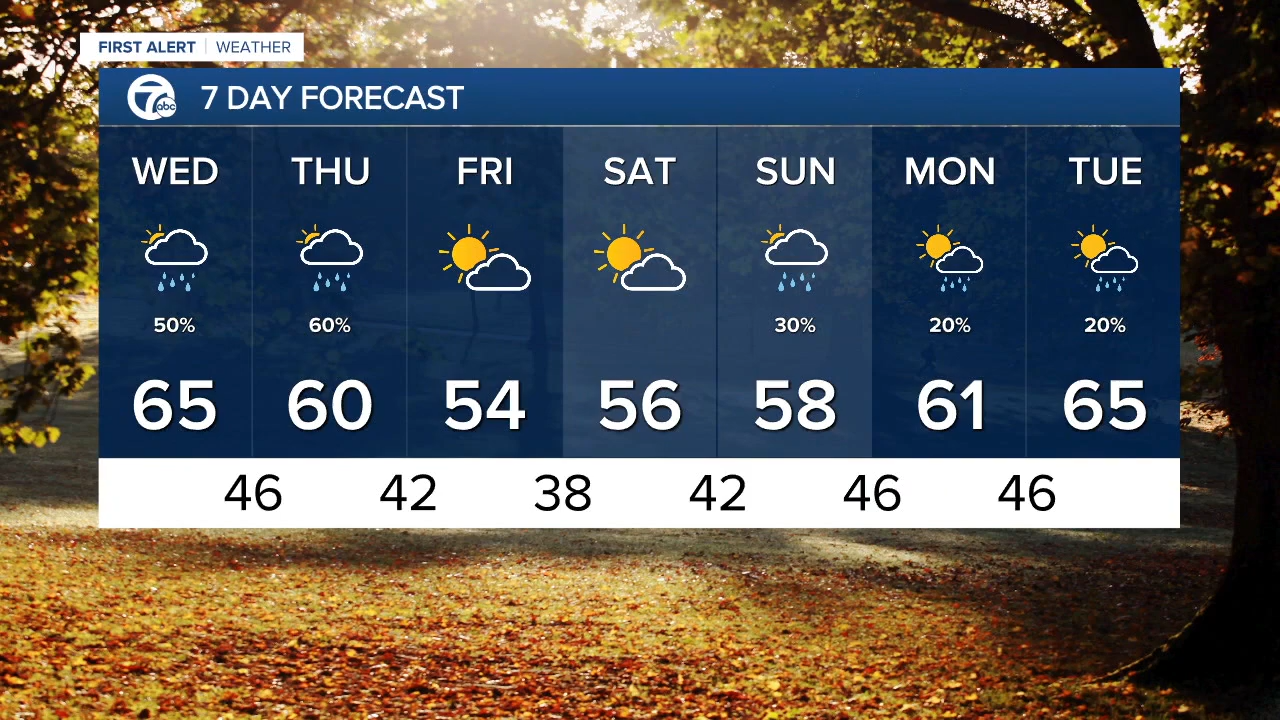 FIRST ALERT | WEATHER
7 abc 7 DAY FORECAST
WED THU FRI SAT SUN MON TUE
50% 60% 30% 20% 20%
65 60 54 56 58 61 65
46 42 38 42 46 46